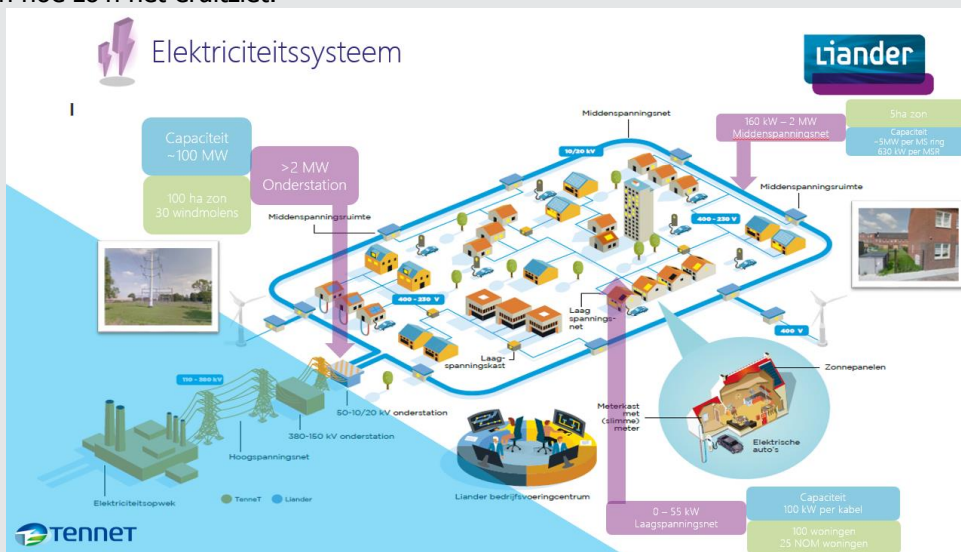 Elektriciteitssysteem
Liander
Capaciteit
~100 MW
100 ha zon
30 windmolens
>2 MW
Onderstation
Middenspanningsnet
160 kW – 2 MW
Middenspanningsnet
5ha zon
Capaciteit
~5MW per MS ring
630 kW per MSR
10/20 kV
Middenspanningsruimte
Middenspanningsruimte
400 - 230 V
400 - 230 V
400 V
Laag
spannings-
net
Laag-
spanningskast
110 - 380 kV
50-10/20 kV onderstation
380-150 kV onderstation
Hoogspanningsnet
Elektriciteitsopwek
TenneT
Liander
Liander bedrijfsvoeringcentrum
Zonnepanelen
Meterkast
met
(slimme)
meter
Elektrische
auto's
0 – 55 kW
Laagspanningsnet
Capaciteit
100 kW per kabel
100 woningen
25 NOM woningen
TENNET